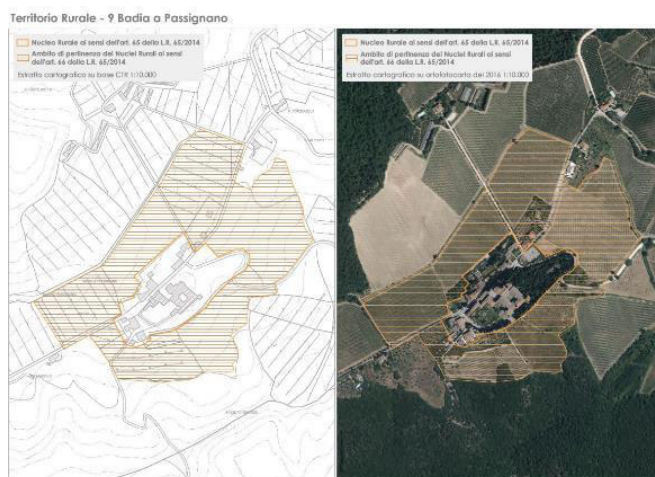 Territorio Rurale - 9 Badia a Passignano
Nucleo Rurale ai sensi dell'art. 65 della L.R. 65/2014
Ambito di pertinenza dei Nuclei Rurali ai sensi
dell'art. 66 della L.R. 65/2014
Estratto cartografico su base CTR 1:10.000
Nucleo Rurale ai sensi dell'art. 65 della L.R. 65/2014
Ambito di pertinenza dei Nuclei Rurali ai sensi
dell'art. 66 della L.R. 65/2014
Estratto cartografico su ortofotocarta del 2016 1:10.000